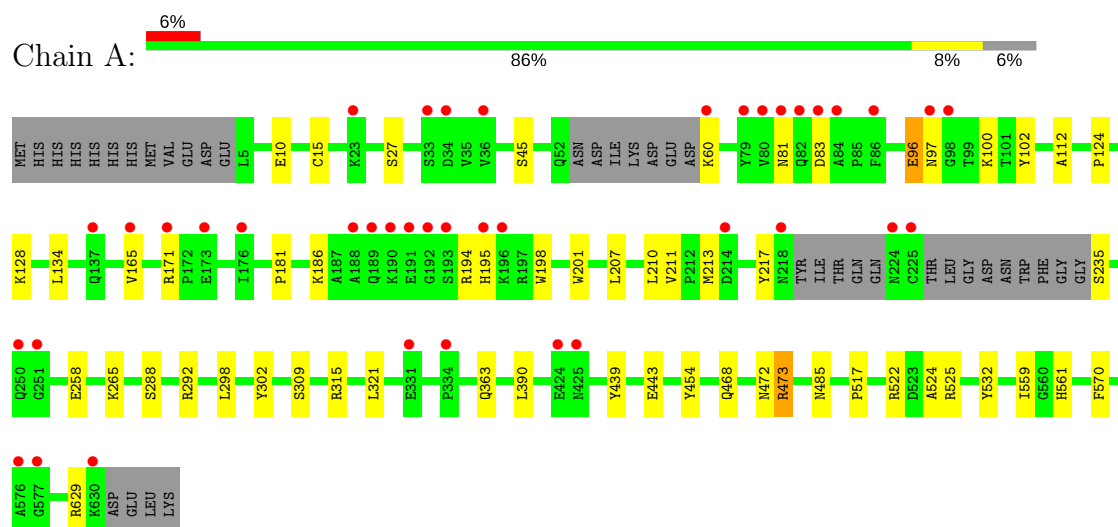 6%
Chain A:
86% 8% 6%
MET HIS HIS HIS HIS HIS HIS MET VAL GLU ASP GLU L5 E10 C15 K23 S27 S33 D34 V35 V36 S45 Q52 ASN ASP ILE LYS ASP GLU ASP K60 Y79 V80 N81 Q82 D83 A84 P85 F86 E96 N97 G98 T99 K100 T101 Y102 A112 P124
K128 L134 Q137 V165 R171 P172 E173 I176 P181 K186 A187 A188 Q189 K190 E191 G192 S193 R194 H195 K196 R197 W198 W201 L207 L210 V211 P212 M213 D214 Y217 N218 TYR ILE THR GLN GLN N224 C225 THR LEU GLY ASP ASN TRP PHE GLY GLY S235
Q250 G251 E258 K265 S288 R292 L298 Y302 S309 R315 L321 E331 P334 Q363 L390 E424 N425 Y439 E443 Y454 Q468 N472 R473 N485 P517 R522 D523 A524 R525 Y532 I559 G560 H561 F570
A576 G577 R629 K630 ASP GLU LEU LYS